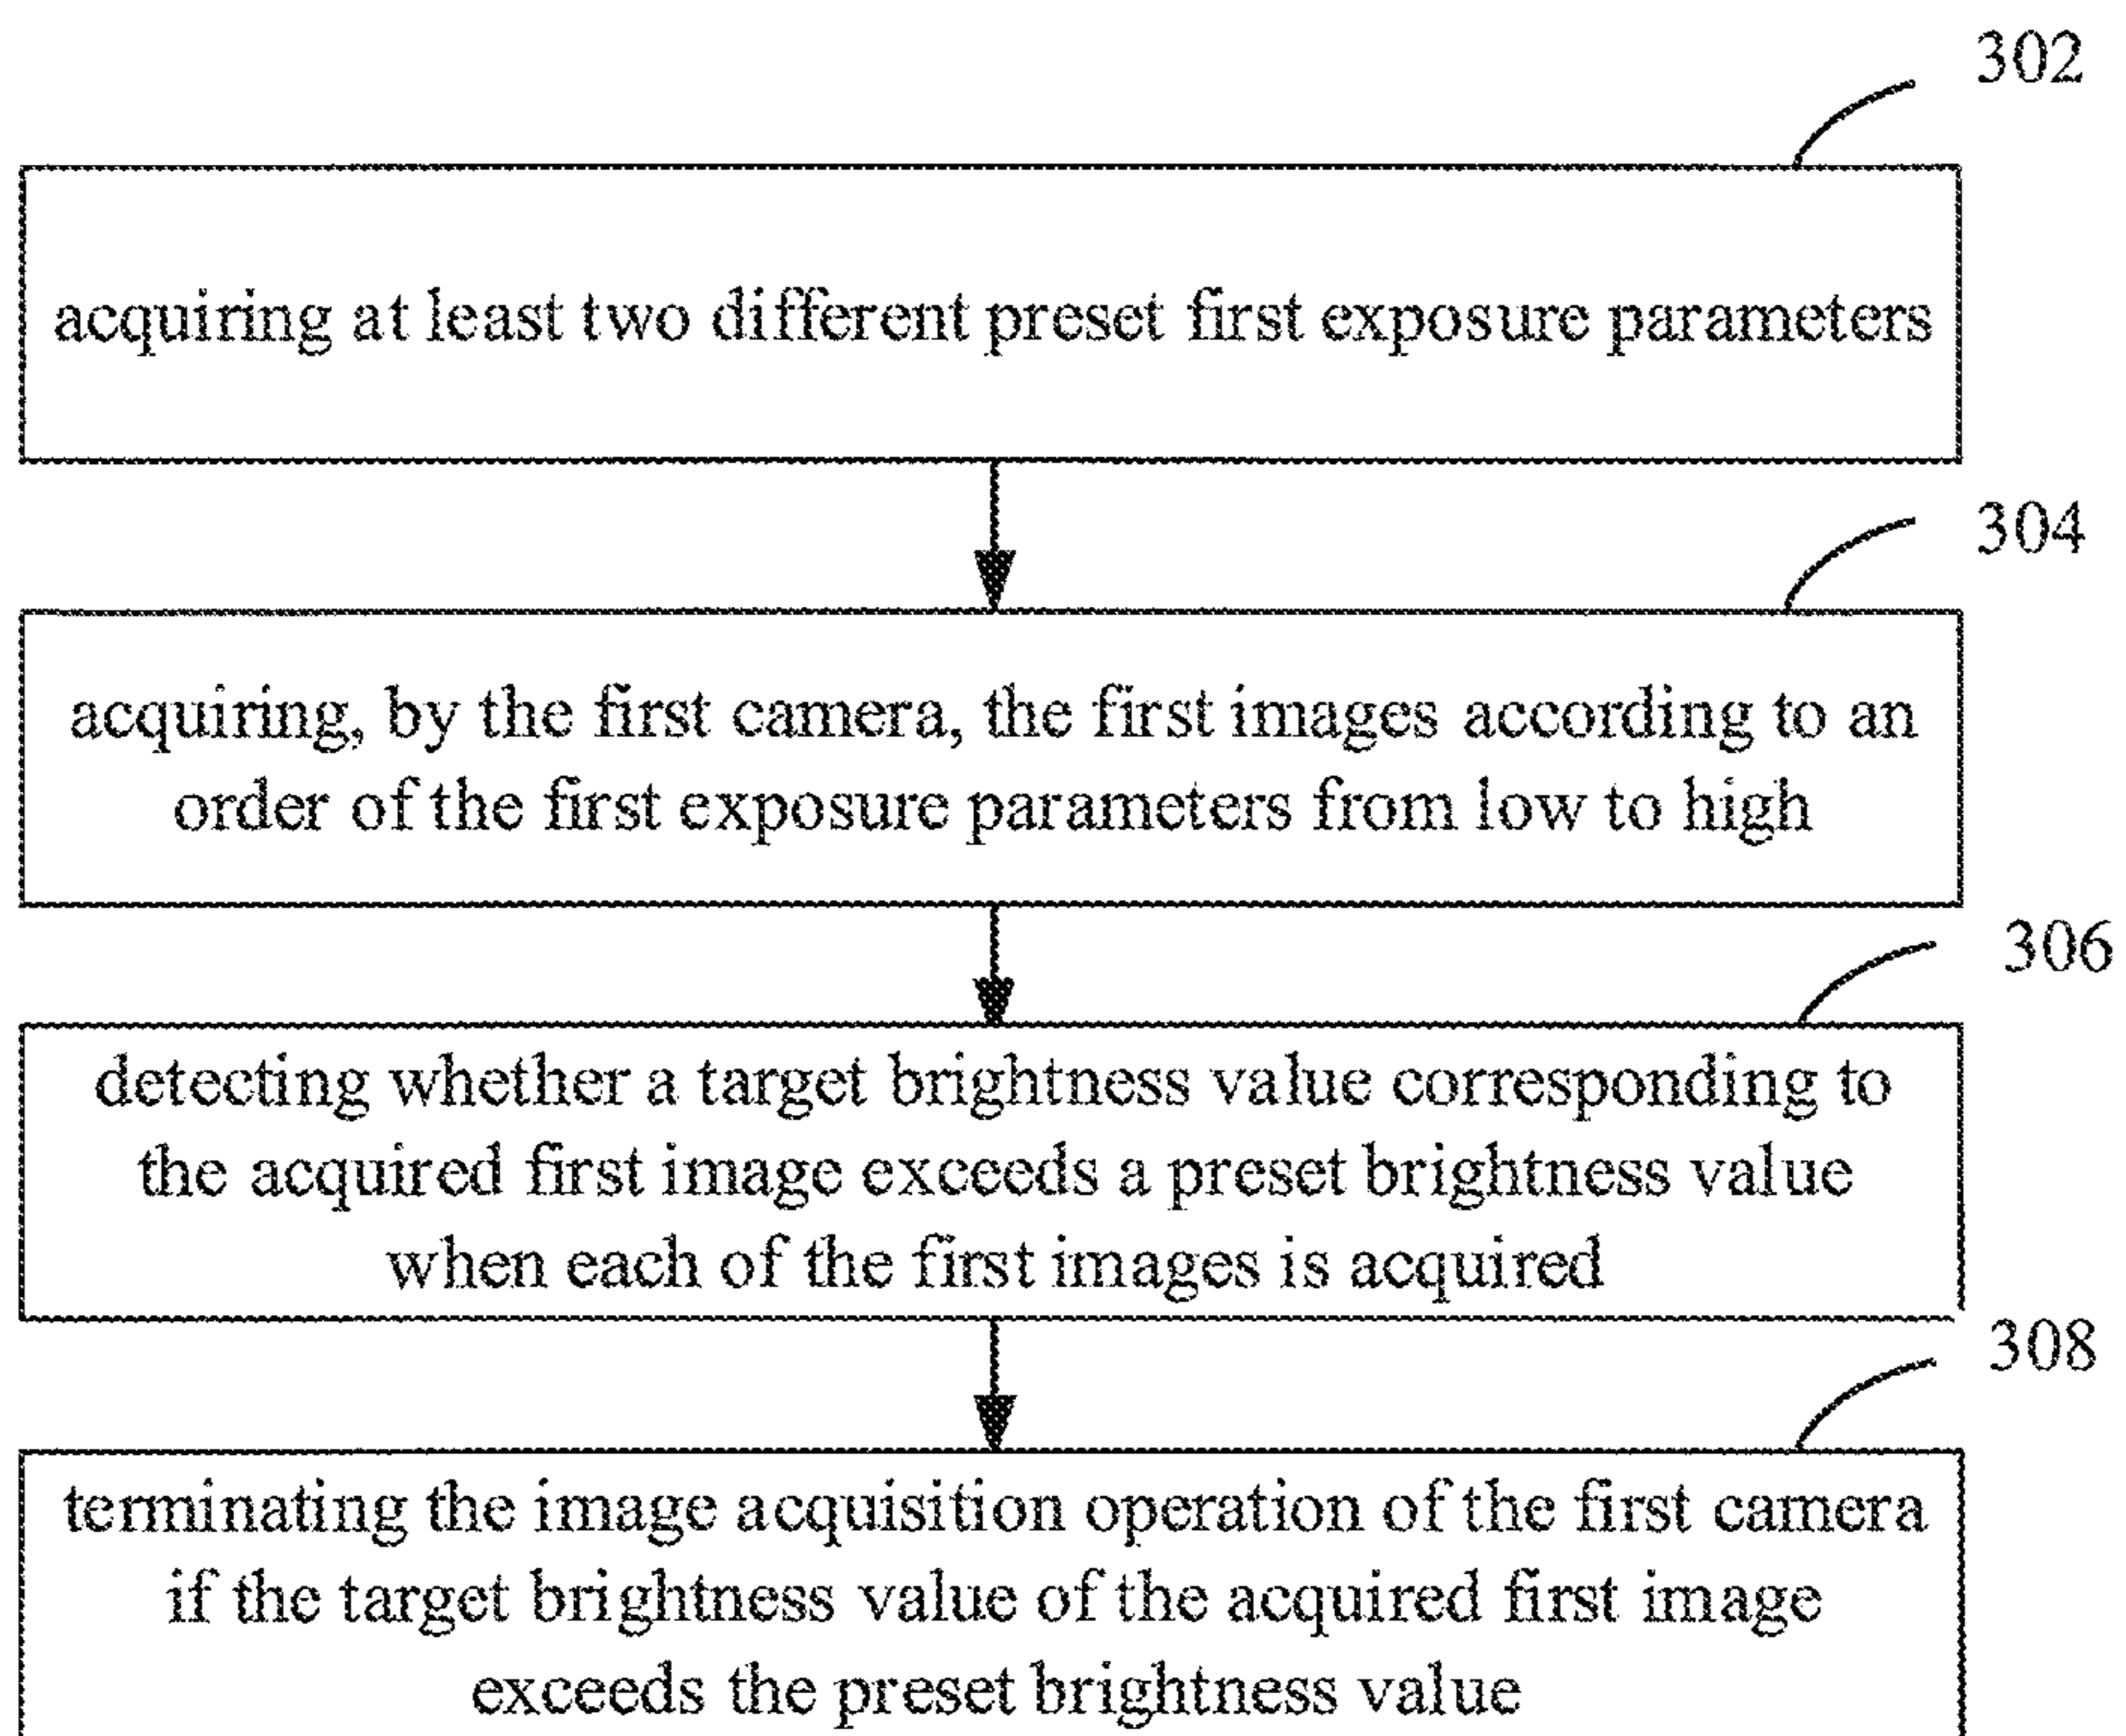 302
acquiring at least two different preset first exposure parameters
304
acquiring, by the first camera, the first images according to an
order of the first exposure parameters from low to high
306
detecting whether a target brightness value corresponding to
the acquired first image exceeds a preset brightness value
when each of the first images is acquired
308
terminating the image acquisition operation of the first camera
if the target brightness value of the acquired first image
exceeds the preset brightness value